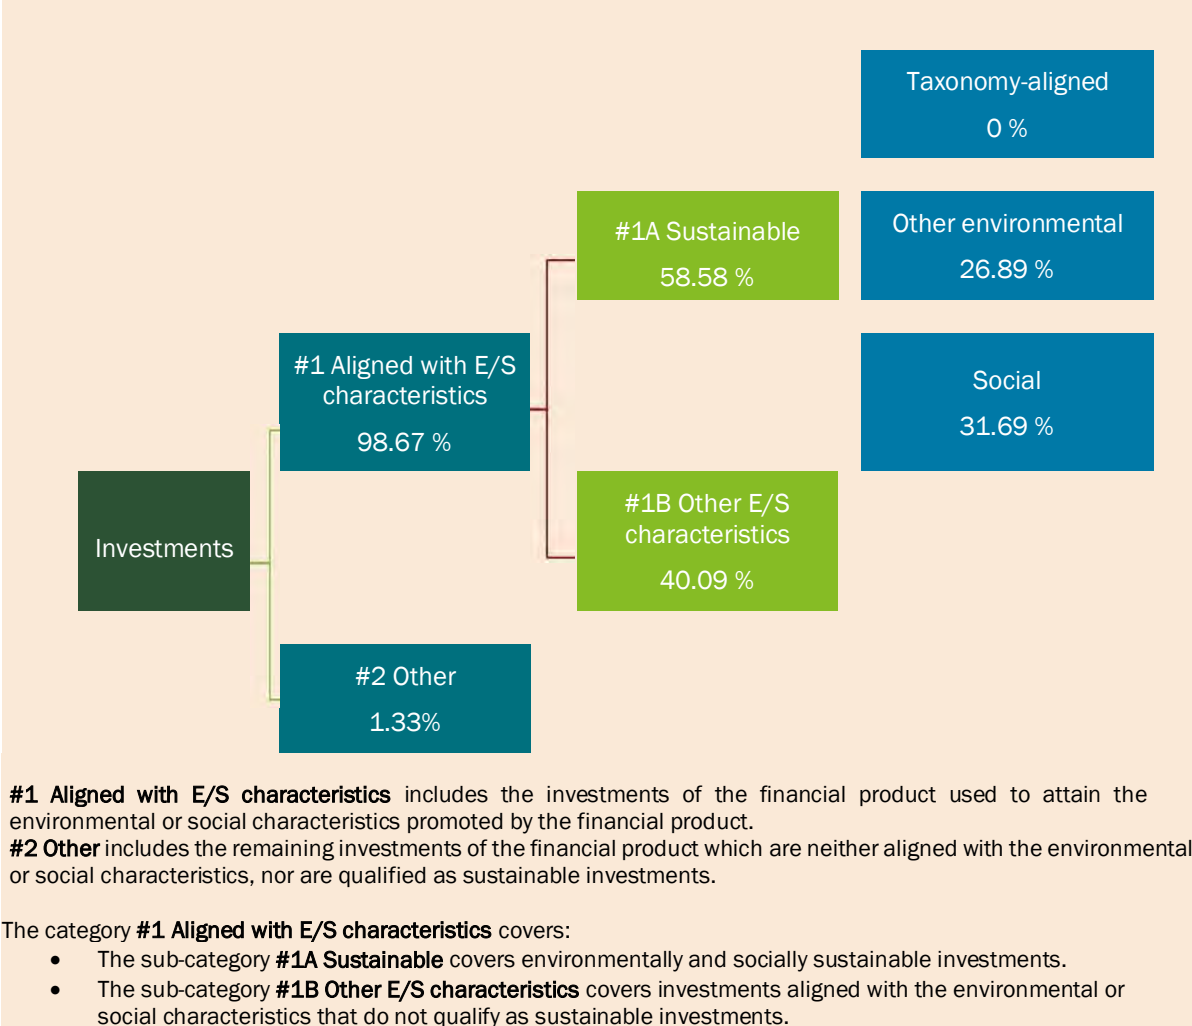 Taxonomy-aligned
0 %
#1A Sustainable
58.58 %
Other environmental
26.89 %
#1 Aligned with E/S
characteristics
98.67 %
Social
31.69 %
Investments
#1B Other E/S
characteristics
40.09 %
#2 Other
1.33%
#1 Aligned with E/S characteristics includes the investments of the financial product used to attain the
environmental or social characteristics promoted by the financial product.
#2 Other includes the remaining investments of the financial product which are neither aligned with the environmental
or social characteristics, nor are qualified as sustainable investments.
The category #1 Aligned with E/S characteristics covers:
• The sub-category #1A Sustainable covers environmentally and socially sustainable investments.
• The sub-category #1B Other E/S characteristics covers investments aligned with the environmental or
social characteristics that do not qualify as sustainable investments.